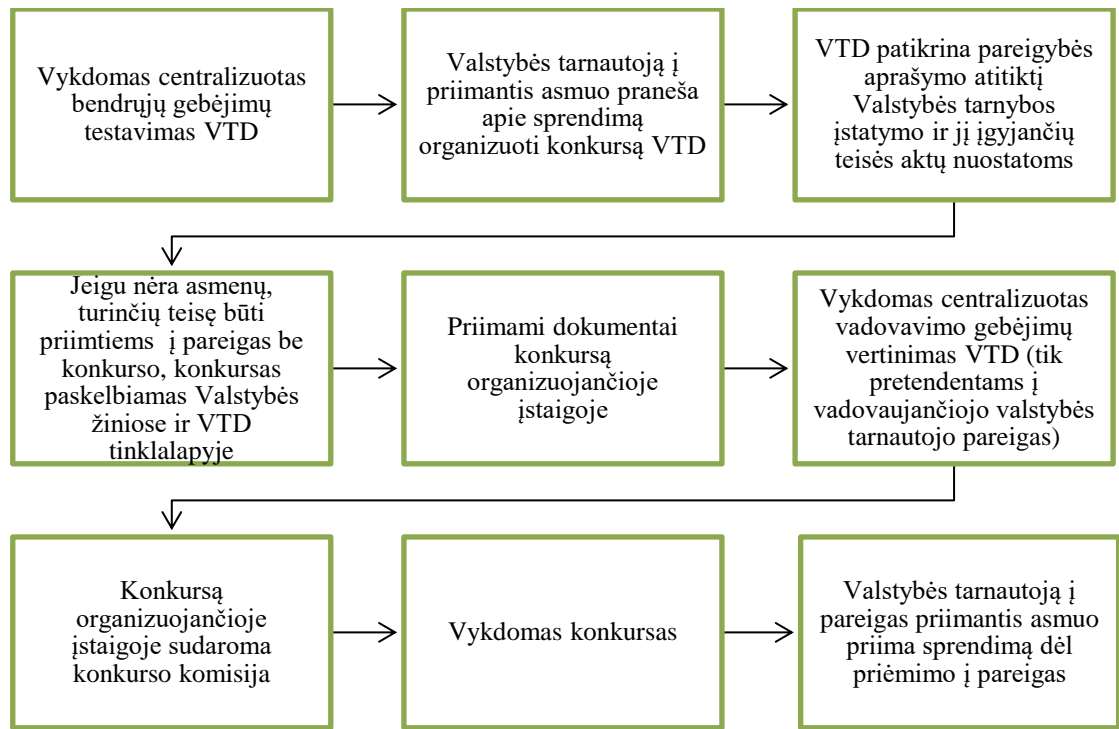 Vykdomas centralizuotas
bendrųjų gebėjimų
testavimas VTD
Valstybės tarnautoją į
priimantis asmuo praneša
apie sprendimą
organizuoti konkursą VTD
VTD patikrina pareigybės
aprašymo atitiktį
Valstybės tarnybos
įstatymo ir jį įgyjančių
teisės aktų nuostatoms
Jeigu nėra asmenų,
turinčių teisę būti
priimtiems į pareigas be
konkurso, konkursas
paskelbiamas Valstybės
žiniose ir VTD
tinklalapyje
Priimami dokumentai
konkursą
organizuojančioje
įstaigoje
Vykdomas centralizuotas
vadovavimo gebėjimų
vertinimas VTD (tik
pretendentams į
vadovaujančiojo valstybės
tarnautojo pareigas)
Konkursą
organizuojančioje
įstaigoje sudaroma
konkurso komisija
Vykdomas konkursas
Valstybės tarnautoją į
pareigas priimantis asmuo
priima sprendimą dėl
priėmimo į pareigas